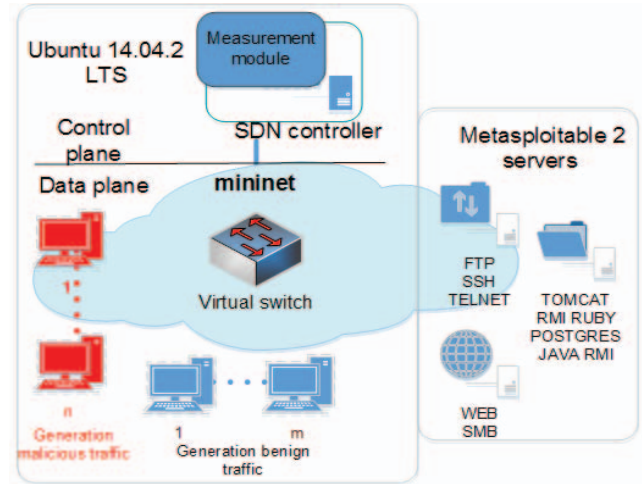 Ubuntu 14.04.2
LTS
Measurement
module
SDN controller
Control
plane
Data plane
mininet
Virtual switch
1
n
Generation
malicious traffic
1
m
Generation benign
traffic
Metasploitable 2
servers
FTP
SSH
TELNET
TOMCAT
RMI RUBY
POSTGRES
JAVA RMI
WEB
SMB